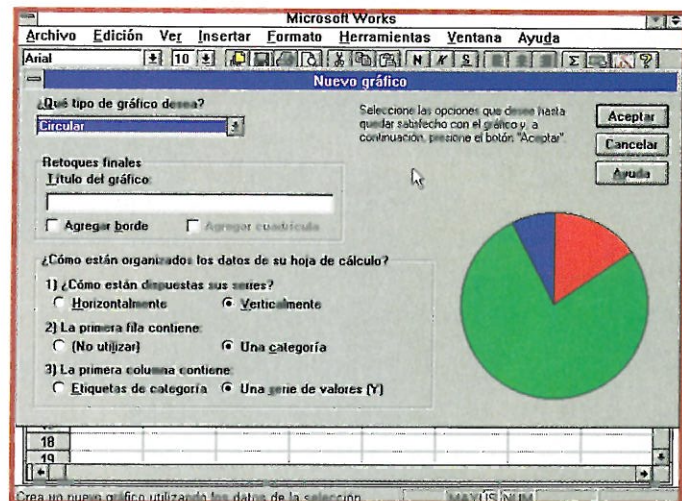 Microsoft Works
Archivo Edición Ver Insertar Formato Herramientas Ventana Ayuda
Arial 10 N K S Σ ?
Nuevo gráfico
¿Qué tipo de gráfico desea?
Circular
Seleccione las opciones que desee hasta
quedar satisfecho con el gráfico y, a
continuación, presione el botón "Aceptar".
Aceptar
Cancelar
Ayuda
Retoques finales
Título del gráfico:
Agregar borde Agregar cuadrícula
¿Cómo están organizados los datos de su hoja de cálculo?
1) ¿Cómo están dispuestas sus series?
Horizontalmente Verticalmente
2) La primera fila contiene:
(No utilizar) Una categoría
3) La primera columna contiene:
Etiquetas de categoría Una serie de valores (Y)
18
19
Crea un nuevo gráfico utilizando los datos de la selección. MAYÚS NUM